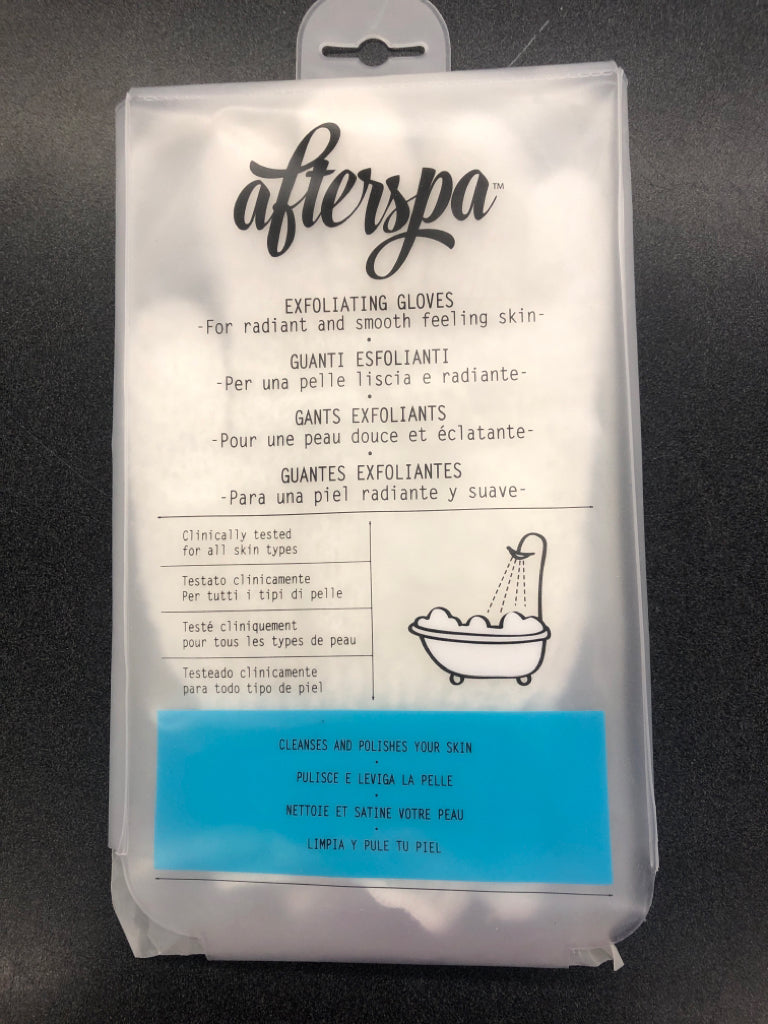 afterspa™
EXFOLIATING GLOVES
-For radiant and smooth feeling skin-
GUANTI ESFOLIANTI
-Per una pelle liscia e radiante-
GANTS EXFOLIANTS
-Pour une peau douce et éclatante-
GUANTES EXFOLIANTES
-Para una piel radiante y suave-
Clinically tested
for all skin types
Testato clinicamente
Per tutti i tipi di pelle
Testé cliniquement
pour tous les types de peau
Testeado clinicamente
para todo tipo de piel
CLEANSES AND POLISHES YOUR SKIN
PULISCE E LEVIGA LA PELLE
NETTOIE ET SATINE VOTRE PEAU
LIMPIA Y PULE TU PIEL